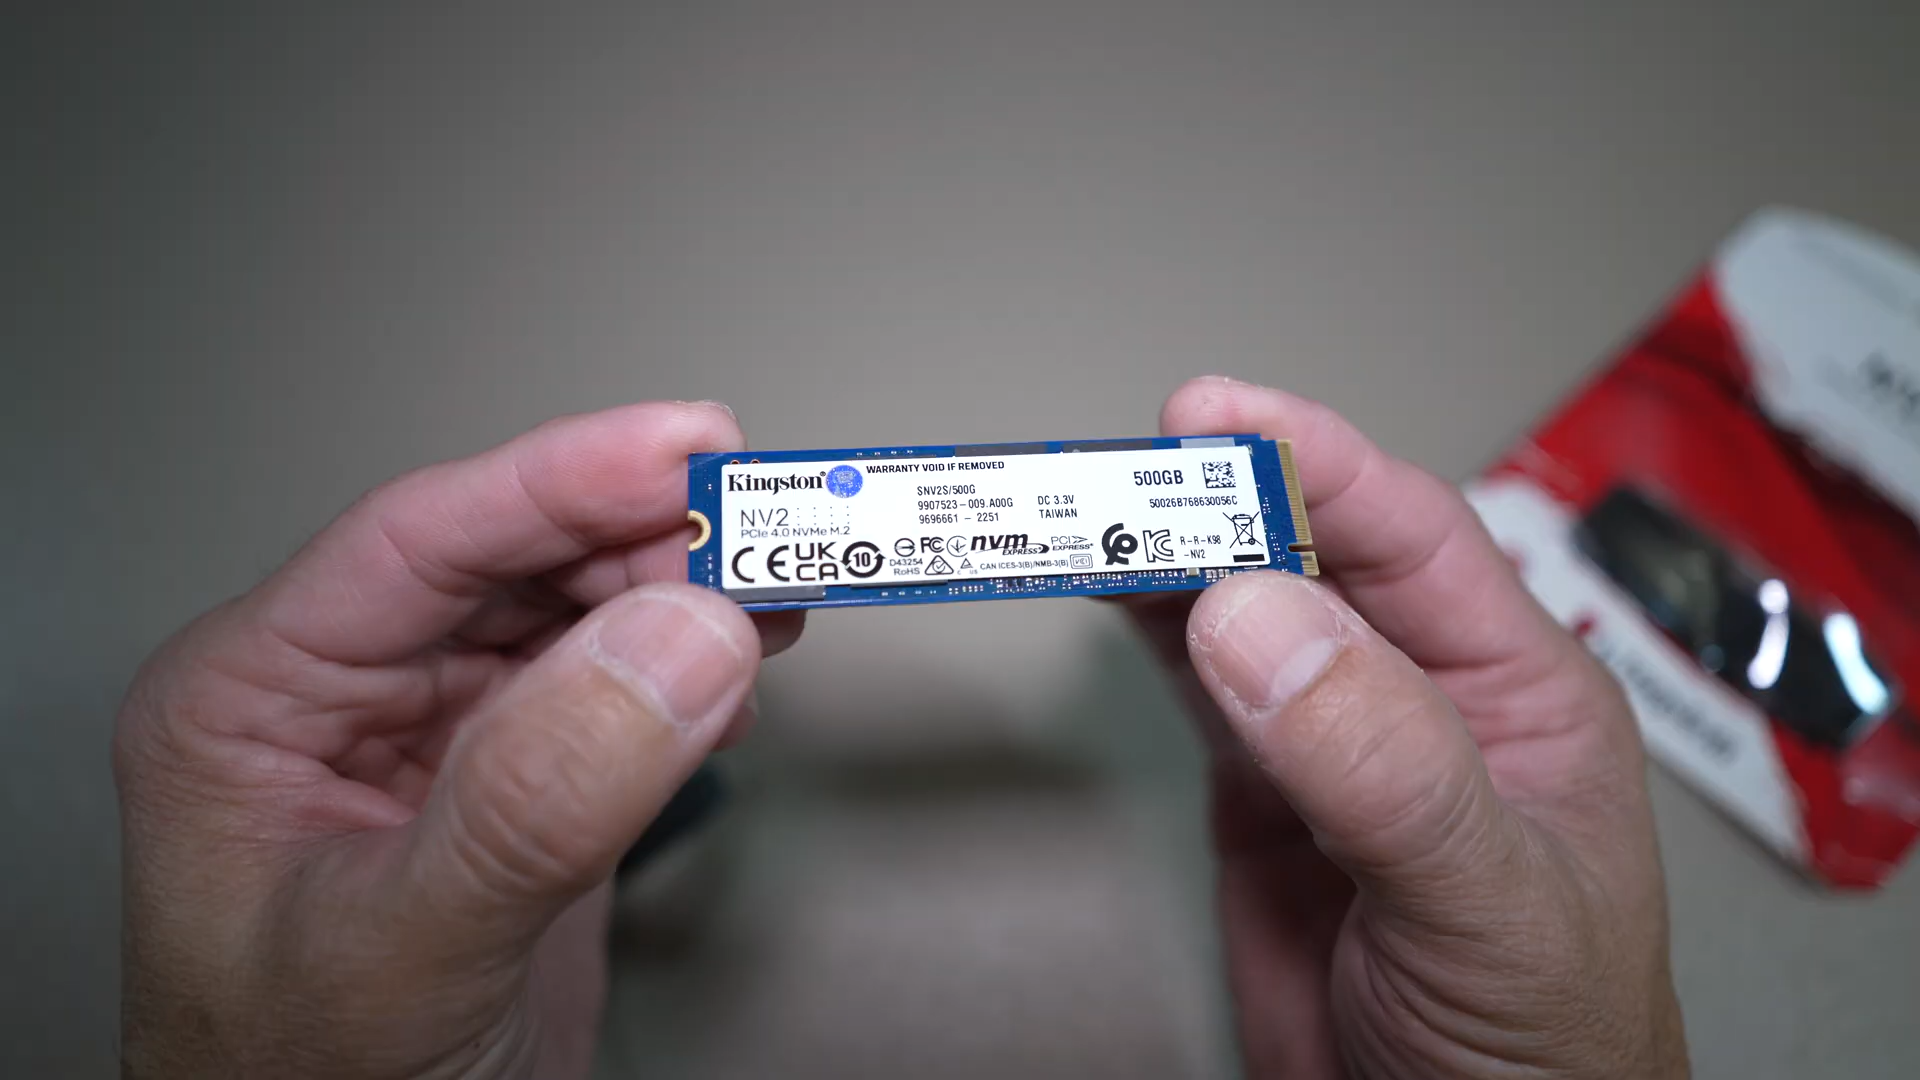 Kingston®
WARRANTY VOID IF REMOVED
NV2
PCIe 4.0 NVMe M.2
SNV2S/500G
9907523-009.A00G
9696661 - 2251
DC 3.3V
TAIWAN
500GB
50026B768630056C
CE UK CA 10
D43254
RoHS
FC
nvm
EXPRESS
PCI
EXPRESS®
CAN ICES-3(B)/NMB-3(B)
VCI
R-R-K98
-NV2